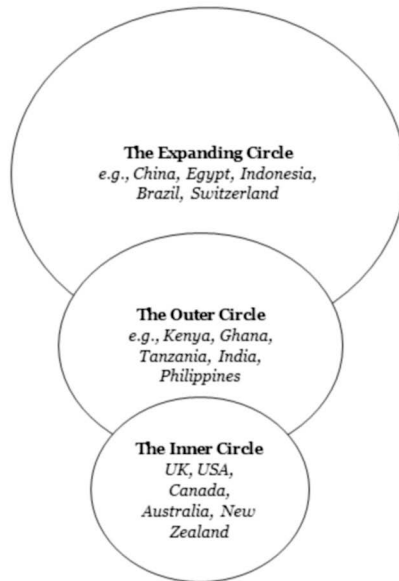 The Expanding Circle
e.g., China, Egypt, Indonesia,
Brazil, Switzerland
The Outer Circle
e.g., Kenya, Ghana,
Tanzania, India,
Philippines
The Inner Circle
UK, USA,
Canada,
Australia, New
Zealand